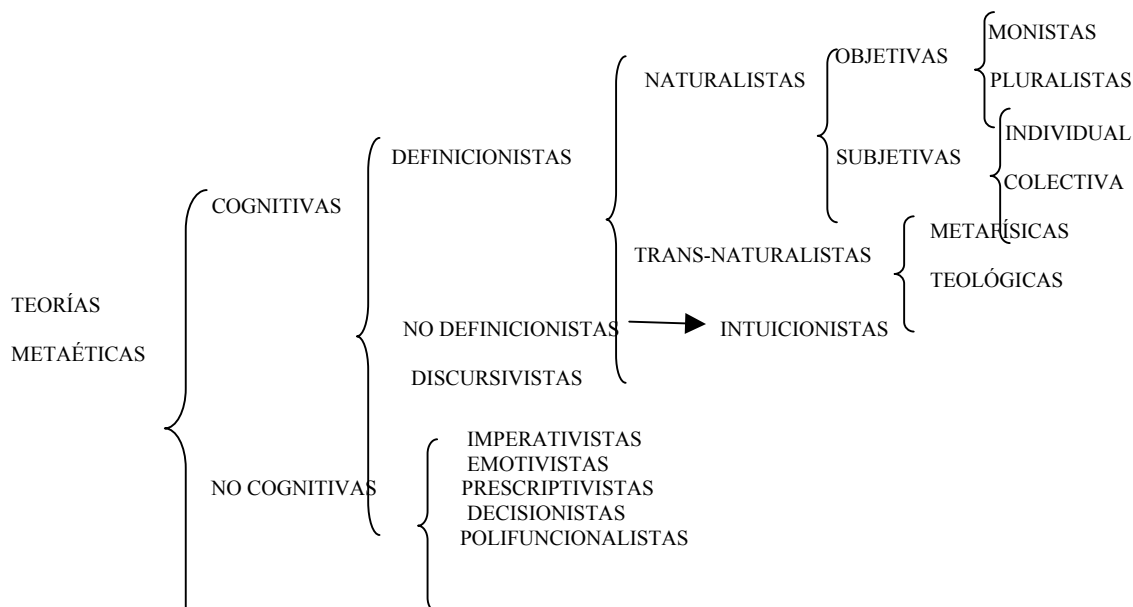 TEORÍAS
METAÉTICAS
COGNITIVAS
DEFINICIONISTAS
NATURALISTAS
OBJETIVAS
MONISTAS
PLURALISTAS
SUBJETIVAS
INDIVIDUAL
COLECTIVA
TRANS-NATURALISTAS
METAFÍSICAS
TEOLÓGICAS
NO DEFINICIONISTAS
INTUICIONISTAS
DISCURSIVISTAS
NO COGNITIVAS
IMPERATIVISTAS
EMOTIVISTAS
PRESCRIPTIVISTAS
DECISIONISTAS
POLIFUNCIONALISTAS